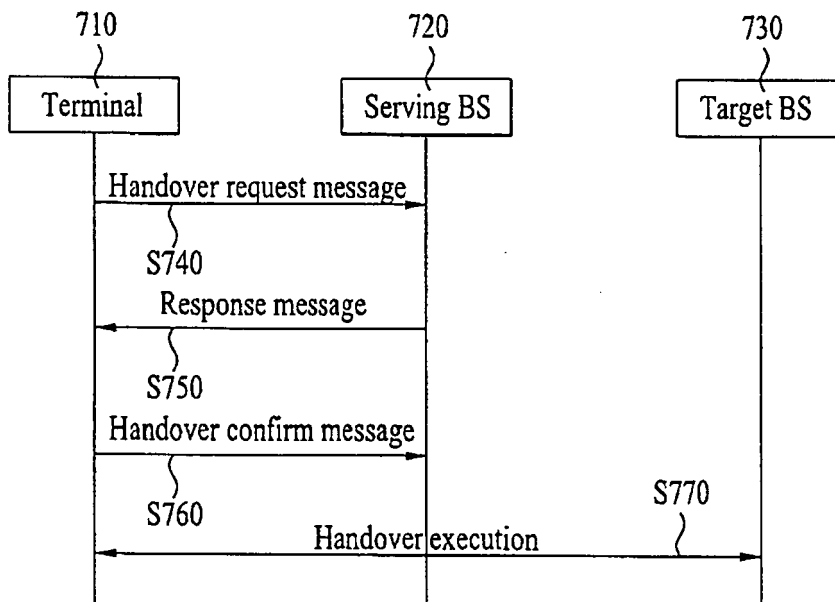 710
720
730
Terminal
Serving BS
Target BS
Handover request message
S740
Response message
S750
Handover confirm message
S760
S770
Handover execution